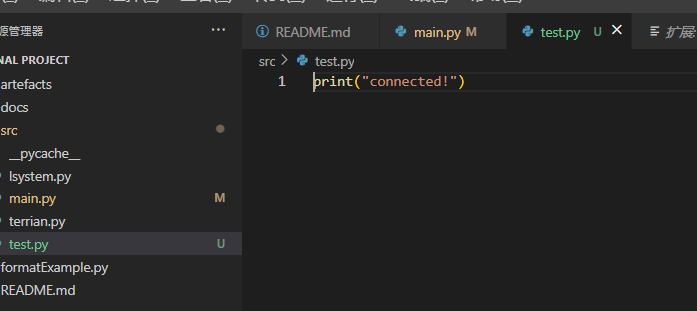 源管理器 ···
README.md
main.py M
test.py U ×
扩展:
NAL PROJECT
artefacts
docs
src
__pycache__
lsystem.py
main.py M
terrian.py
test.py U
formatExample.py
README.md
src > test.py
1 print("connected!")